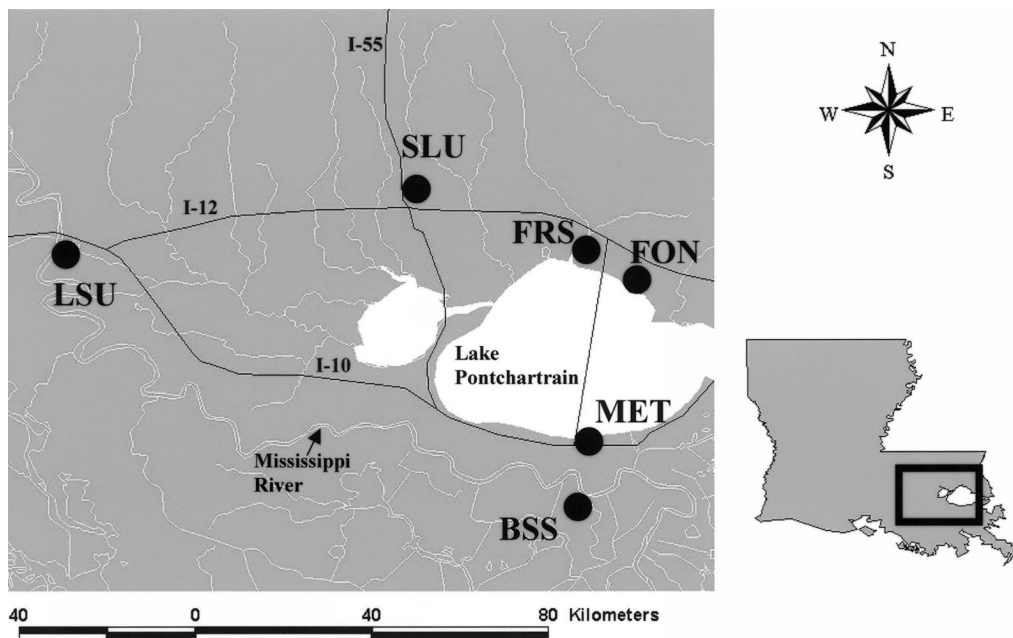 I-55
SLU
I-12
FRS
FON
LSU
I-10
Lake
Pontchartrain
MET
Mississippi
River
BSS
40 0 40 80 Kilometers
N
W E
S